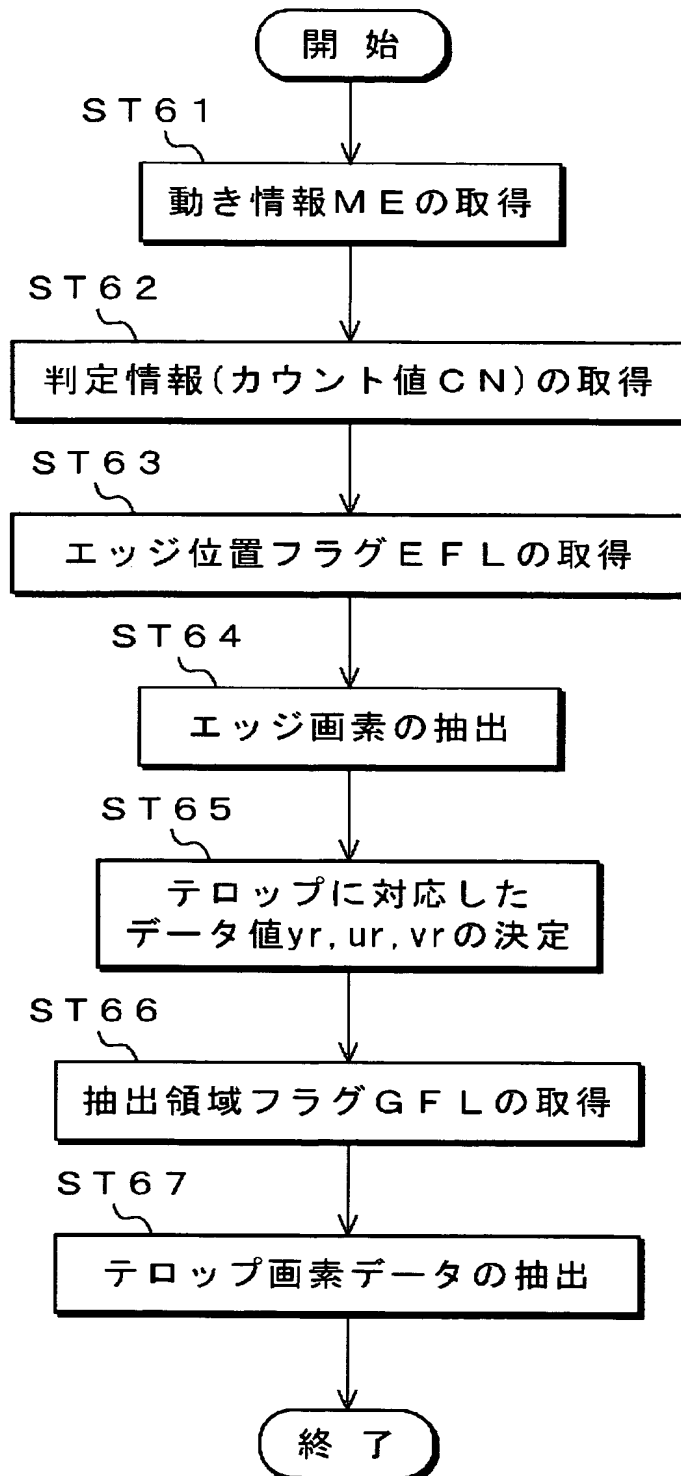 開 始
ST61
動き情報MEの取得
ST62
判定情報(カウント値CN)の取得
ST63
エッジ位置フラグEFLの取得
ST64
エッジ画素の抽出
ST65
テロップに対応した
データ値yr,ur,vrの決定
ST66
抽出領域フラグGFLの取得
ST67
テロップ画素データの抽出
終 了